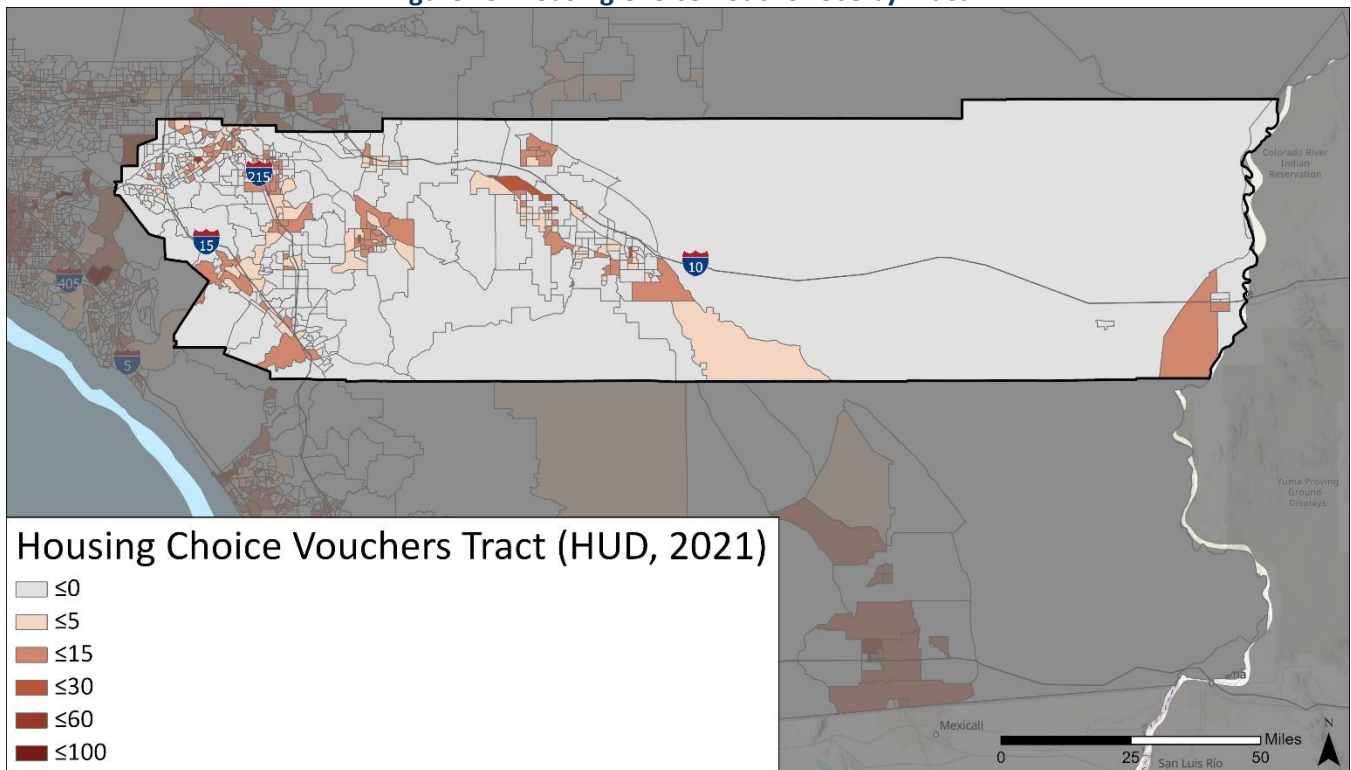 215
Colorado River
Indian
Reservation
15
10
405
5
Yuma Proving
Ground -
Displays
Housing Choice Vouchers Tract (HUD, 2021)
≤0
≤5
≤15
≤30
≤60
≤100
Mexicali
San Luis Río
N
Miles
0
25
50